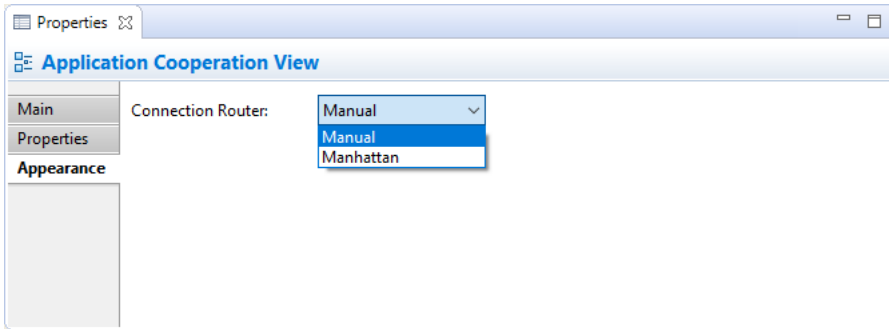 Properties
Application Cooperation View
Main
Connection Router:
Manual
Properties
Manual
Manhattan
Appearance